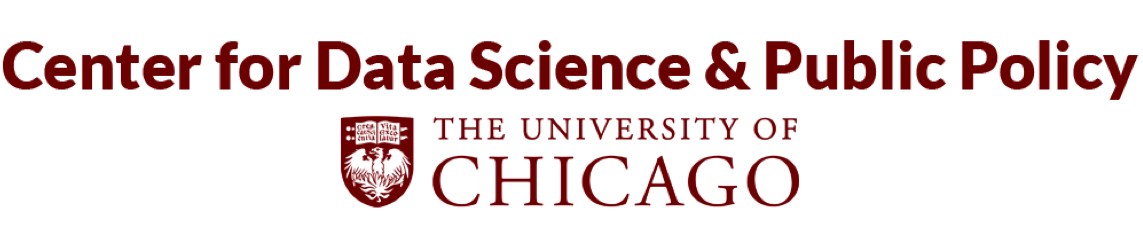 Center for Data Science & Public Policy
THE UNIVERSITY OF
CHICAGO